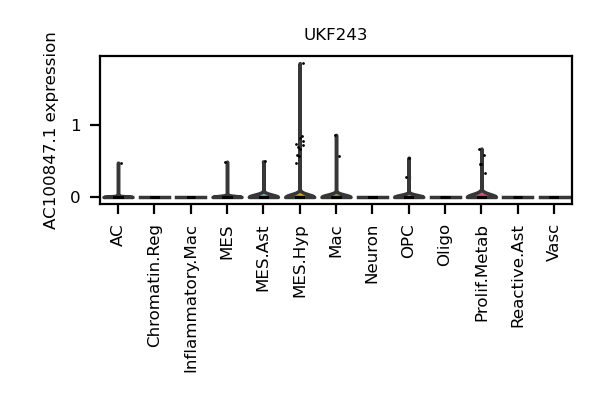 UKF243
AC100847.1 expression
1
0
AC
Chromatin.Reg
Inflammatory.Mac
MES
MES.Ast
MES.Hyp
Mac
Neuron
OPC
Oligo
Prolif.Metab
Reactive.Ast
Vasc